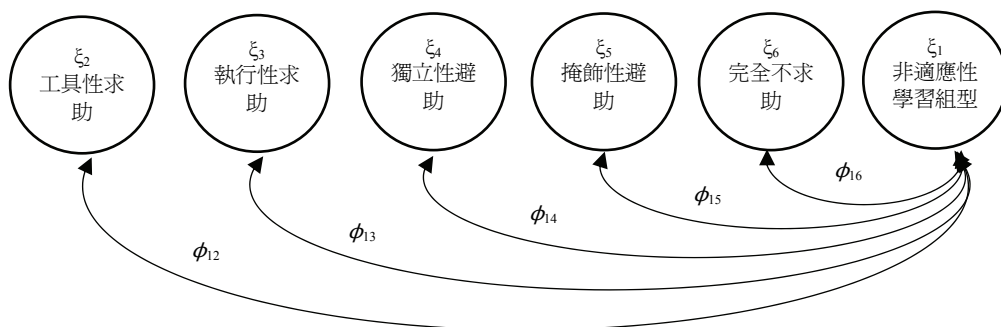 ξ2
工具性求
助
ξ3
執行性求
助
ξ4
獨立性避
助
ξ5
掩飾性避
助
ξ6
完全不求
助
ξ1
非適應性
學習組型
ϕ16
ϕ15
ϕ14
ϕ13
ϕ12